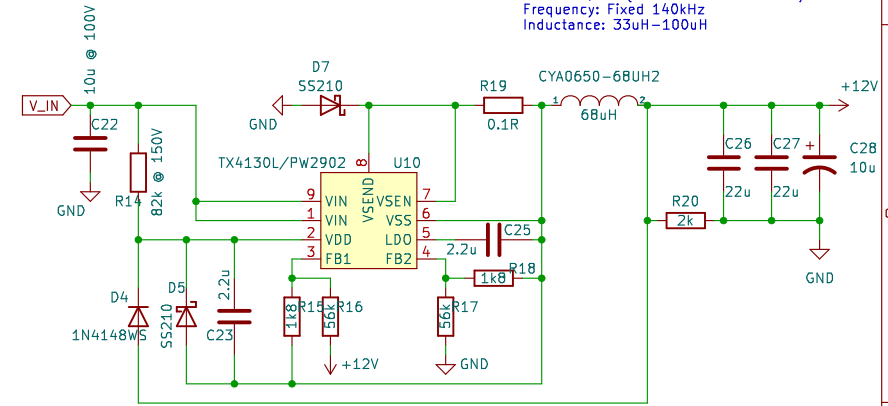 Frequency: Fixed 140kHz
Inductance: 33uH-100uH
10u @ 100V
D7
SS210
R19
CYA0650-68UH2
+12V
V_IN
1
2
68uH
GND
0.1R
C22
82k @ 150V
R14
GND
TX4130L/PW2902
U10
8
VSEND
C26
C27
+
C28
10u
22u
22u
9
VIN
VSEN
7
1
VIN
VSS
6
2
VDD
LDO
5
3
FB1
FB2
4
C25
2.2u
R20
2k
GND
R18
1k8
D4
1N4148WS
D5
SS210
2.2u
C23
1k8
R15
56k
R16
56k
R17
+12V
GND